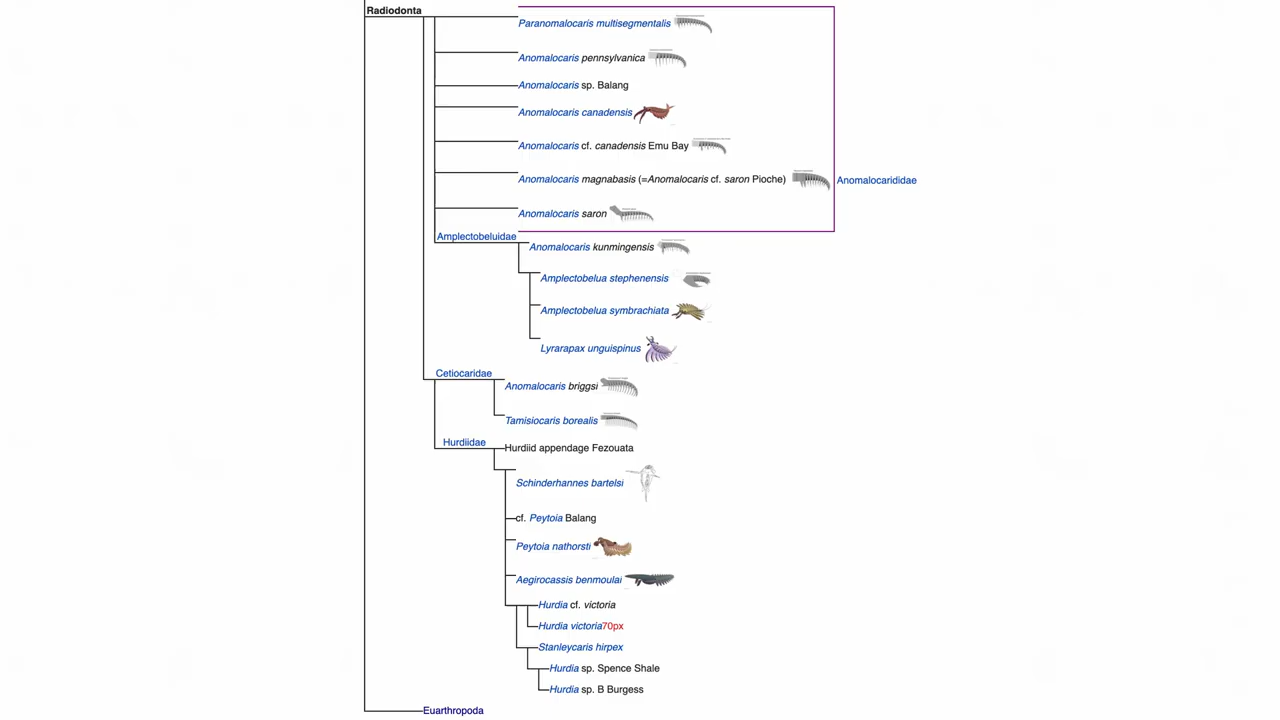 Radiodonta
Paranomalocaris multisegmentalis
Anomalocaris pennsylvanica
Anomalocaris sp. Balang
Anomalocaris canadensis
Anomalocaris cf. canadensis Emu Bay
Anomalocaris magnabasis (=Anomalocaris cf. saron Pioche)
Anomalocarididae
Anomalocaris saron
Amplectobeluidae
Anomalocaris kunmingensis
Amplectobelua stephenensis
Amplectobelua symbrachiata
Lyrarapax unguispinus
Cetiocaridae
Anomalocaris briggsi
Tamisiocaris borealis
Hurdiidae
Hurdiid appendage Fezouata
Schinderhannes bartelsi
cf. Peytoia Balang
Peytoia nathorsti
Aegirocassis benmoulai
Hurdia cf. victoria
Hurdia victoria70px
Stanleycaris hirpex
Hurdia sp. Spence Shale
Hurdia sp. B Burgess
Euarthropoda